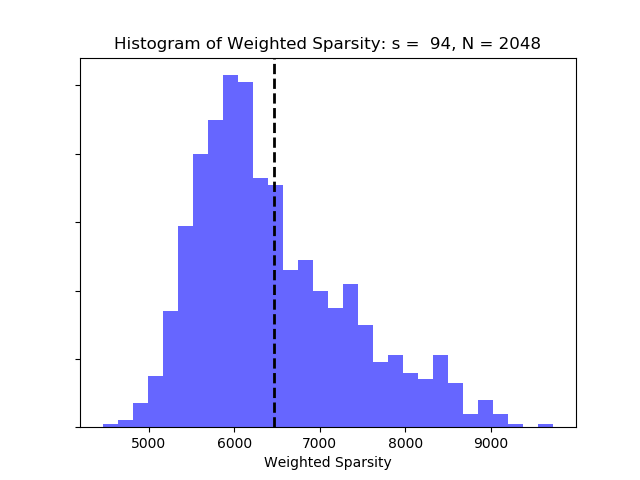 Histogram of Weighted Sparsity: s =  94, N = 2048
5000 6000 7000 8000 9000
Weighted Sparsity